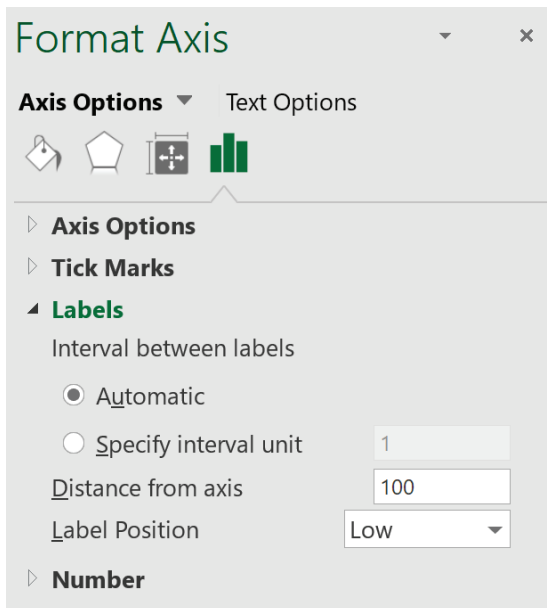 Format Axis
Axis Options Text Options
Axis Options
Tick Marks
Labels
Interval between labels
Automatic
Specify interval unit 1
Distance from axis 100
Label Position Low
Number